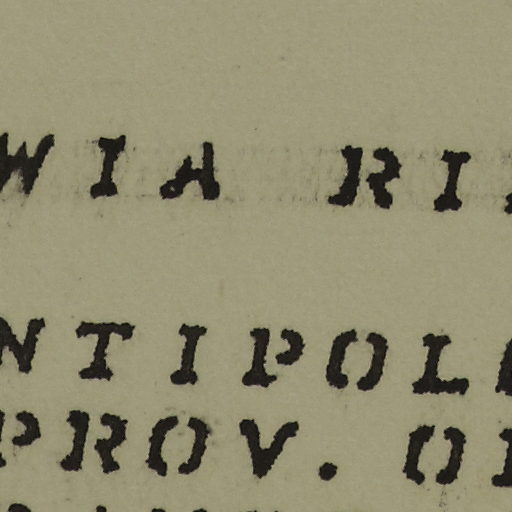 WIA RI
NTIPOL
PROV. O